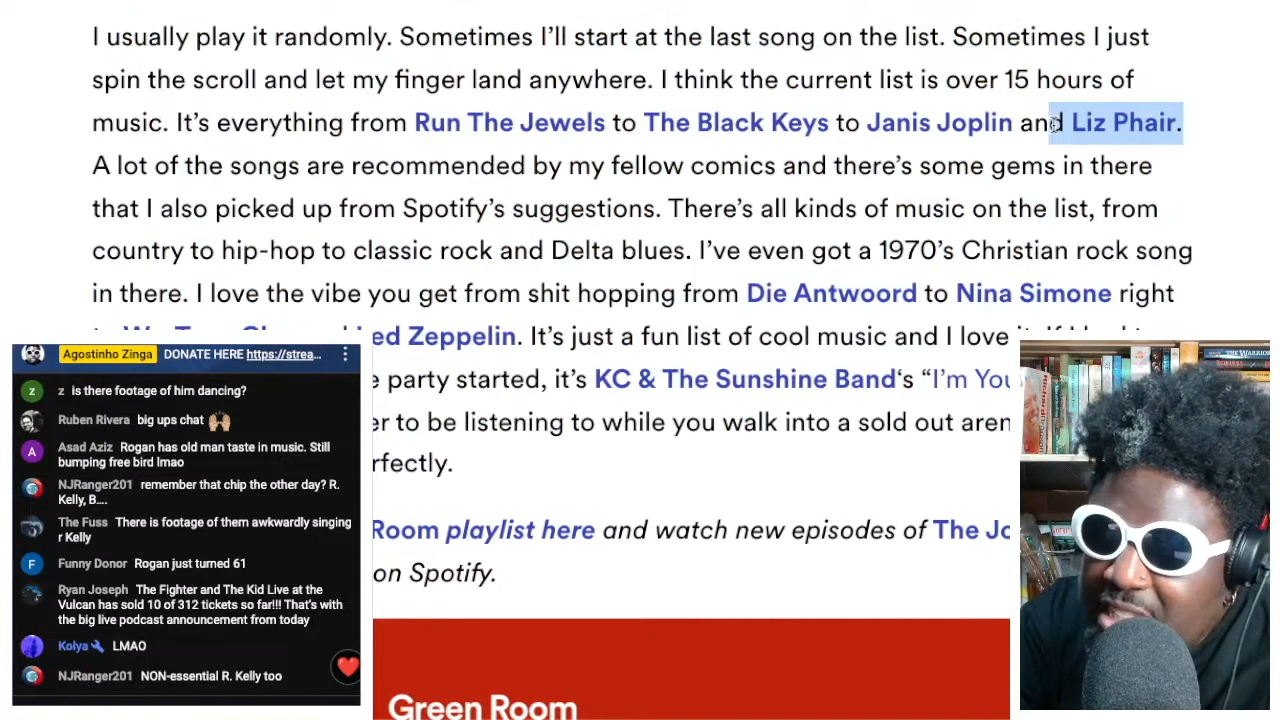 I usually play it randomly. Sometimes I’ll start at the last song on the list. Sometimes I just
spin the scroll and let my finger land anywhere. I think the current list is over 15 hours of
music. It’s everything from Run The Jewels to The Black Keys to Janis Joplin and Liz Phair.
A lot of the songs are recommended by my fellow comics and there’s some gems in there
that I also picked up from Spotify’s suggestions. There’s all kinds of music on the list, from
country to hip-hop to classic rock and Delta blues. I’ve even got a 1970’s Christian rock song
in there. I love the vibe you get from shit hopping from Die Antwoord to Nina Simone right
ed Zeppelin. It’s just a fun list of cool music and I love
e party started, it’s KC & The Sunshine Band‘s “I’m You
er to be listening to while you walk into a sold out aren
rfectly.
Room playlist here and watch new episodes of The Jo
on Spotify.
Green Room
Agostinho Zinga DONATE HERE https://strea...
z is there footage of him dancing?
Ruben Rivera big ups chat
Asad Aziz Rogan has old man taste in music. Still
bumping free bird lmao
NJRanger201 remember that chip the other day? R.
Kelly, B....
The Fuss There is footage of them awkwardly singing
r Kelly
Funny Donor Rogan just turned 61
Ryan Joseph The Fighter and The Kid Live at the
Vulcan has sold 10 of 312 tickets so far!!! That’s with
the big live podcast announcement from today
Kolya LMAO
NJRanger201 NON-essential R. Kelly too
THE WARRIOR